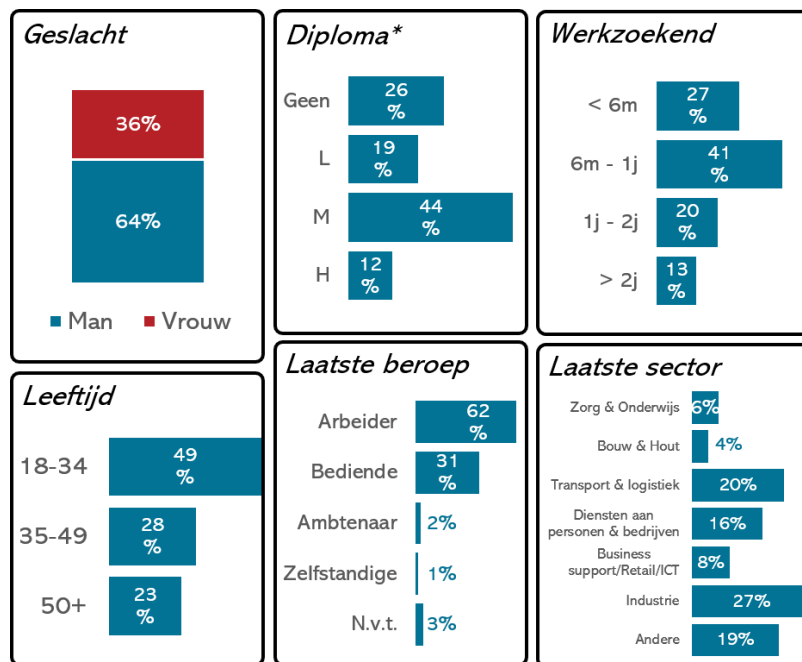 Geslacht
36%
64%
Man Vrouw
Diploma*
Geen 26
%
L 19
%
M 44
%
H 12
%
Werkzoekend
< 6m 27
%
6m - 1j 41
%
1j - 2j 20
%
> 2j 13
%
Leeftijd
18-34 49
%
35-49 28
%
50+ 23
%
Laatste beroep
Arbeider 62
%
Bediende 31
%
Ambtenaar 2%
Zelfstandige 1%
N.v.t. 3%
Laatste sector
Zorg & Onderwijs 6%
Bouw & Hout 4%
Transport & logistiek 20%
Diensten aan
personen & bedrijven 16%
Business
support/Retail/ICT 8%
Industrie 27%
Andere 19%